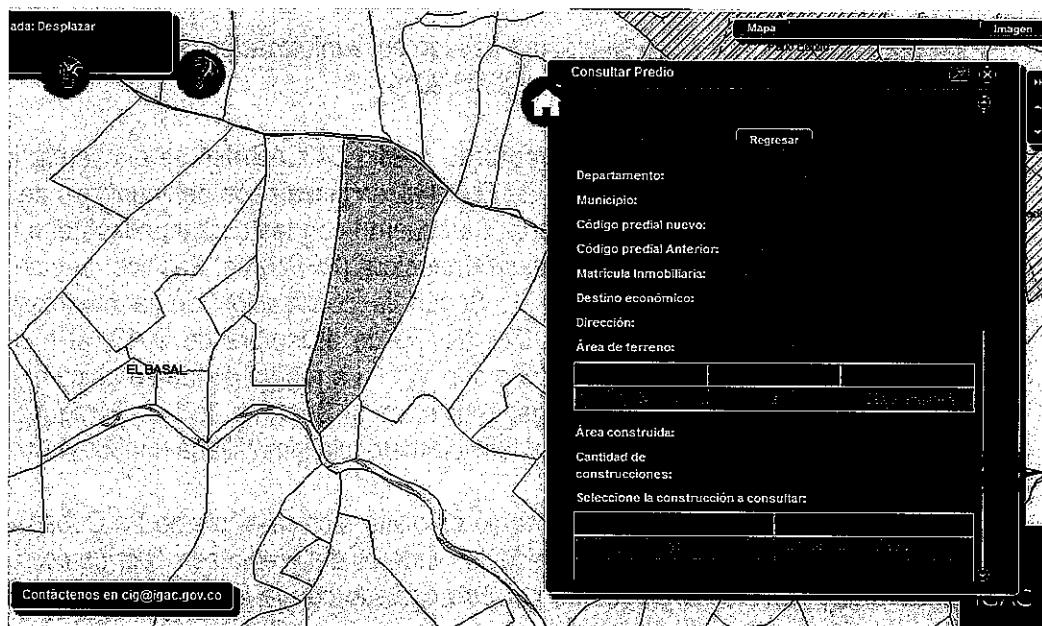 ada: Desplazar
Mapa
Imagen
Consultar Predio
Regresar
Departamento:
Municipio:
Código predial nuevo:
Código predial Anterior:
Matrícula Inmobiliaria:
Destino económico:
Dirección:
Área de terreno:
Área construida:
Cantidad de
construcciones:
Seleccione la construcción a consultar:
EL BASAL
Contáctenos en cig@igac.gov.co
IGAC